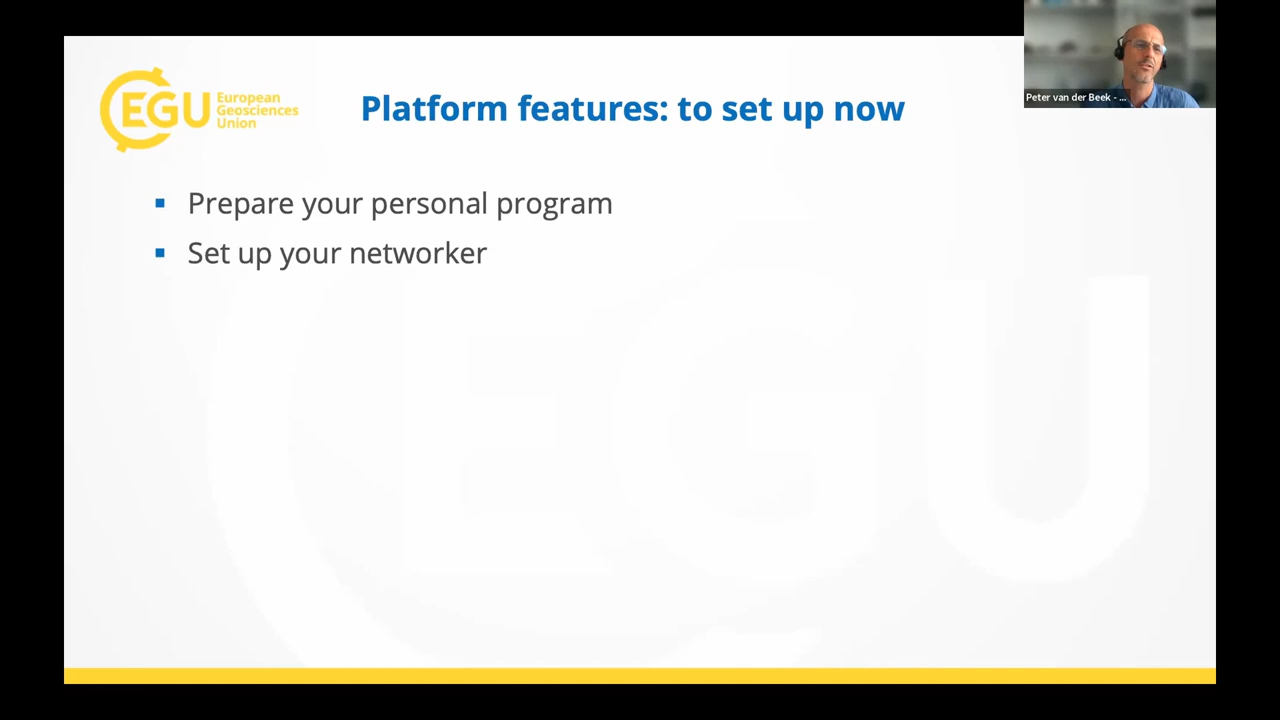 EGU
European
Geosciences
Union
Platform features: to set up now
Peter van der Beek - ...
Prepare your personal program
Set up your networker
EGU